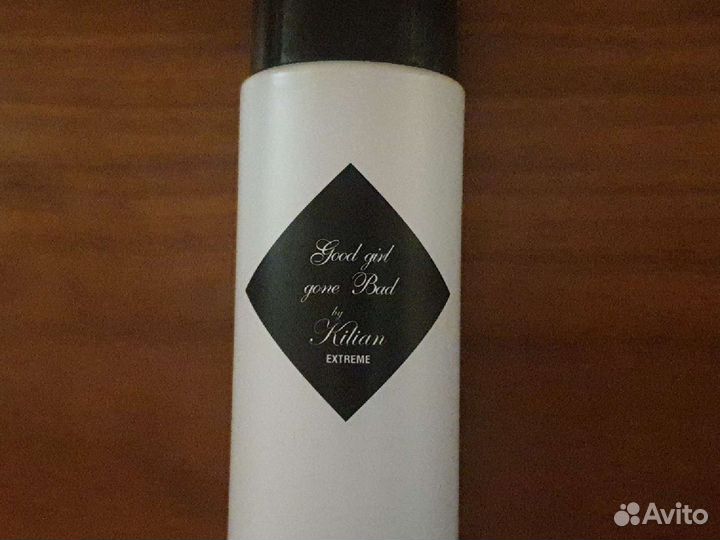 Good girl
gone Bad
by
Kilian
EXTREME
Avito